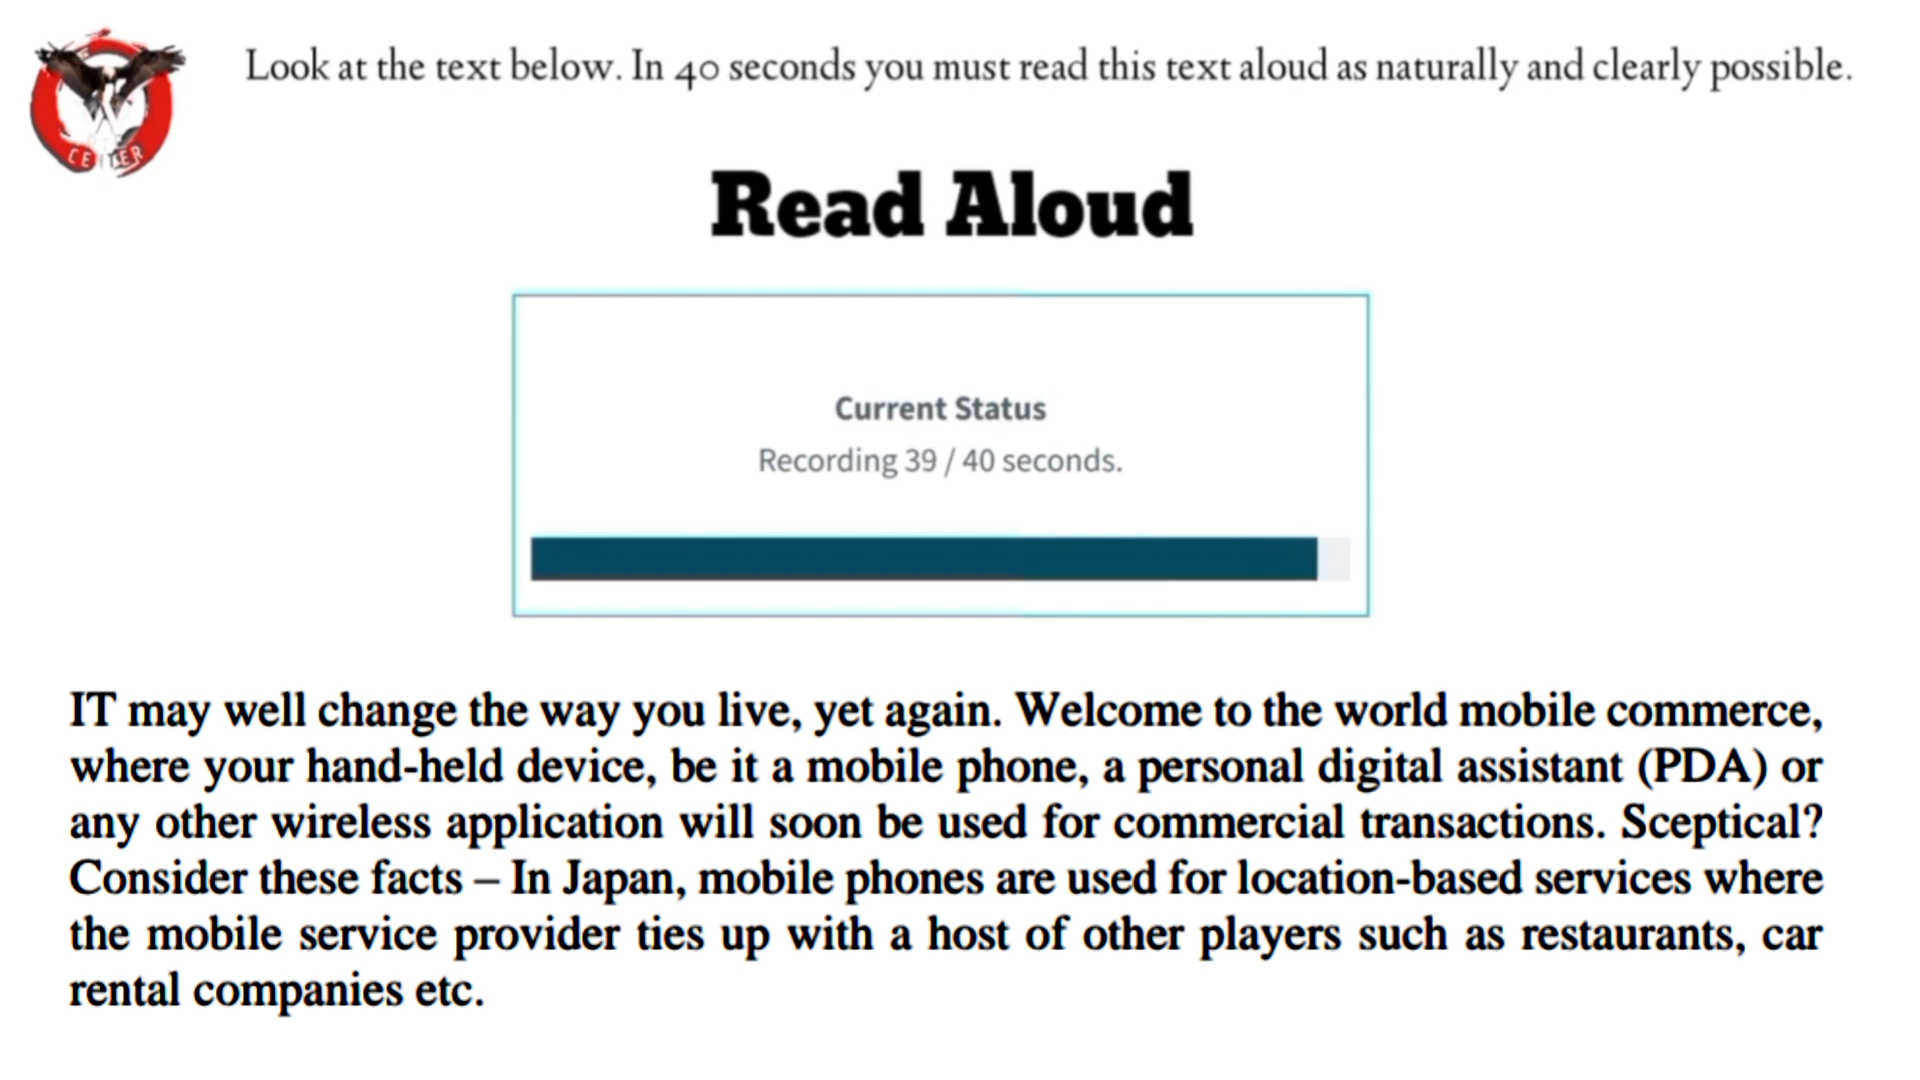 Look at the text below. In 40 seconds you must read this text aloud as naturally and clearly possible.
CENTER
Read Aloud
Current Status
Recording 39 / 40 seconds.
IT may well change the way you live, yet again. Welcome to the world mobile commerce,
where your hand-held device, be it a mobile phone, a personal digital assistant (PDA) or
any other wireless application will soon be used for commercial transactions. Sceptical?
Consider these facts – In Japan, mobile phones are used for location-based services where
the mobile service provider ties up with a host of other players such as restaurants, car
rental companies etc.